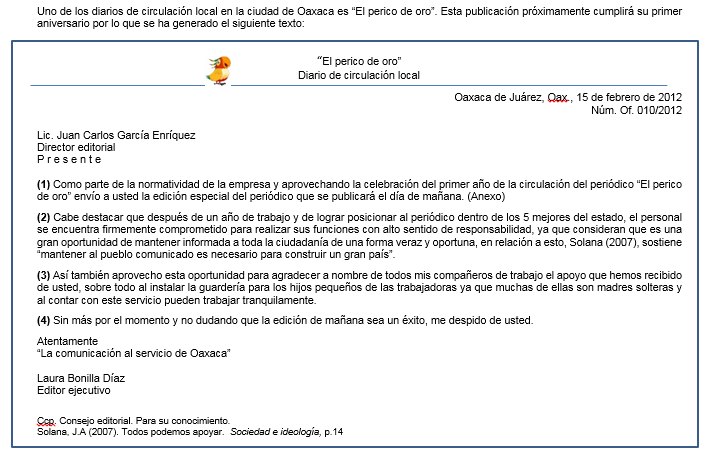 Uno de los diarios de circulación local en la ciudad de Oaxaca es “El perico de oro”. Esta publicación próximamente cumplirá su primer
aniversario por lo que se ha generado el siguiente texto:
“El perico de oro”
Diario de circulación local
Oaxaca de Juárez, Oax., 15 de febrero de 2012
Núm. Of. 010/2012
Lic. Juan Carlos García Enríquez
Director editorial
P r e s e n t e
(1) Como parte de la normatividad de la empresa y aprovechando la celebración del primer año de la circulación del periódico “El perico
de oro” envío a usted la edición especial del periódico que se publicará el día de mañana. (Anexo)
(2) Cabe destacar que después de un año de trabajo y de lograr posicionar al periódico dentro de los 5 mejores del estado, el personal
se encuentra firmemente comprometido para realizar sus funciones con alto sentido de responsabilidad, ya que consideran que es una
gran oportunidad de mantener informada a toda la ciudadanía de una forma veraz y oportuna, en relación a esto, Solana (2007), sostiene
“mantener al pueblo comunicado es necesario para construir un gran país”.
(3) Así también aprovecho esta oportunidad para agradecer a nombre de todos mis compañeros de trabajo el apoyo que hemos recibido
de usted, sobre todo al instalar la guardería para los hijos pequeños de las trabajadoras ya que muchas de ellas son madres solteras y
al contar con este servicio pueden trabajar tranquilamente.
(4) Sin más por el momento y no dudando que la edición de mañana sea un éxito, me despido de usted.
Atentamente
“La comunicación al servicio de Oaxaca”
Laura Bonilla Díaz
Editor ejecutivo
Ccp. Consejo editorial. Para su conocimiento.
Solana, J.A (2007). Todos podemos apoyar. Sociedad e ideología, p.14